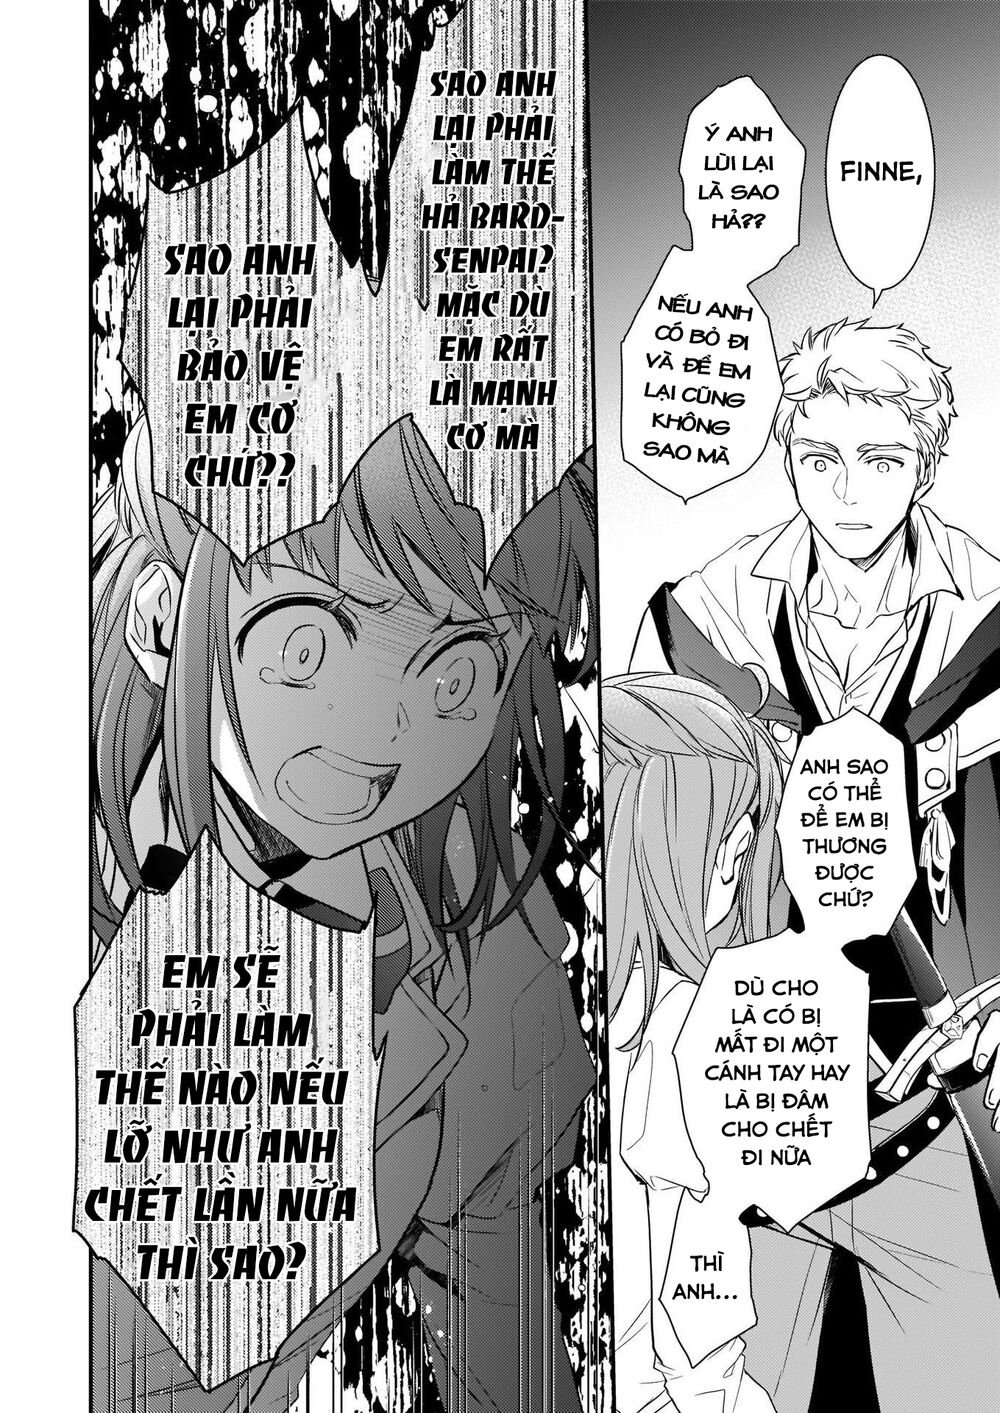 FINNE,
Ý ANH
LÙI LẠI
LÀ SAO
HẢ??
NẾU ANH
CÓ BỎ ĐI
VÀ ĐỂ EM
LẠI CŨNG
KHÔNG
SAO MÀ
ANH SAO
CÓ THỂ
ĐỂ EM BỊ
THƯƠNG
ĐƯỢC
CHỨ?
DÙ CHO
LÀ CÓ BỊ
MẤT ĐI MỘT
CÁNH TAY HAY
LÀ BỊ ĐÂM
CHO CHẾT
ĐI NỮA
THÌ
ANH...
SAO ANH
LẠI PHẢI
LÀM THẾ
HẢ BARD-
SENPAI?
MẶC DÙ
EM RẤT
LÀ MẠNH
CƠ MÀ
SAO ANH
LẠI PHẢI
BẢO VỆ
EM CƠ
CHỨ??
EM SẼ
PHẢI LÀM
THẾ NÀO NẾU
LỠ NHƯ ANH
CHẾT LẦN NỮA
THÌ SAO?